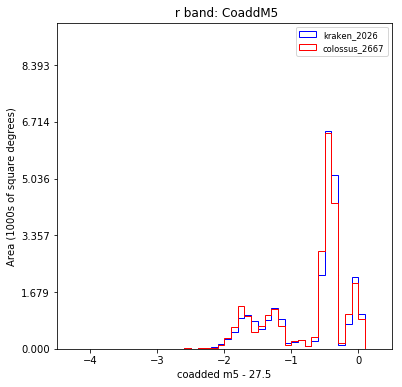 r band: CoaddM5
kraken_2026
colossus_2667
8.393
6.714
5.036
3.357
1.679
0.000
Area (1000s of square degrees)
−4 −3 −2 −1 0
coadded m5 - 27.5